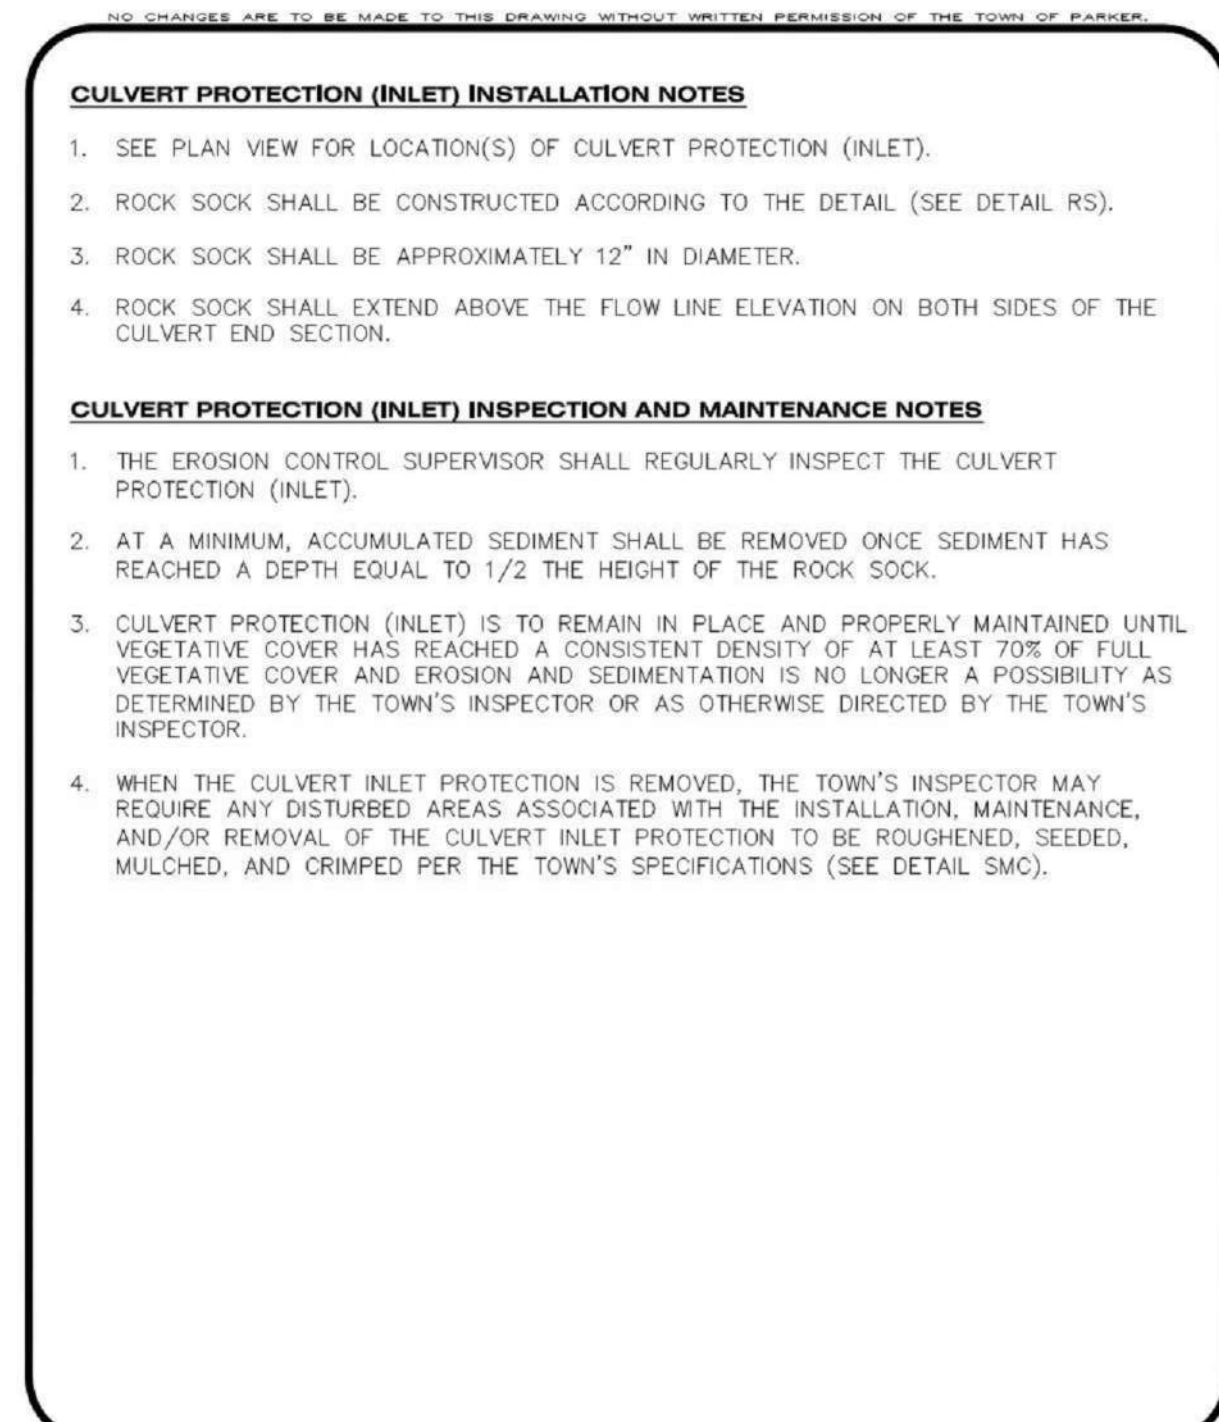 NO CHANGES ARE TO BE MADE TO THIS DRAWING WITHOUT WRITTEN PERMISSION OF THE TOWN OF PARKER.
CULVERT PROTECTION (INLET) INSTALLATION NOTES
1. SEE PLAN VIEW FOR LOCATION(S) OF CULVERT PROTECTION (INLET).
2. ROCK SOCK SHALL BE CONSTRUCTED ACCORDING TO THE DETAIL (SEE DETAIL RS).
3. ROCK SOCK SHALL BE APPROXIMATELY 12" IN DIAMETER.
4. ROCK SOCK SHALL EXTEND ABOVE THE FLOW LINE ELEVATION ON BOTH SIDES OF THE
CULVERT END SECTION.
CULVERT PROTECTION (INLET) INSPECTION AND MAINTENANCE NOTES
1. THE EROSION CONTROL SUPERVISOR SHALL REGULARLY INSPECT THE CULVERT
PROTECTION (INLET).
2. AT A MINIMUM, ACCUMULATED SEDIMENT SHALL BE REMOVED ONCE SEDIMENT HAS
REACHED A DEPTH EQUAL TO 1/2 THE HEIGHT OF THE ROCK SOCK.
3. CULVERT PROTECTION (INLET) IS TO REMAIN IN PLACE AND PROPERLY MAINTAINED UNTIL
VEGETATIVE COVER HAS REACHED A CONSISTENT DENSITY OF AT LEAST 70% OF FULL
VEGETATIVE COVER AND EROSION AND SEDIMENTATION IS NO LONGER A POSSIBILITY AS
DETERMINED BY THE TOWN'S INSPECTOR OR AS OTHERWISE DIRECTED BY THE TOWN'S
INSPECTOR.
4. WHEN THE CULVERT INLET PROTECTION IS REMOVED, THE TOWN'S INSPECTOR MAY
REQUIRE ANY DISTURBED AREAS ASSOCIATED WITH THE INSTALLATION, MAINTENANCE,
AND/OR REMOVAL OF THE CULVERT INLET PROTECTION TO BE ROUGHENED, SEEDED,
MULCHED, AND CRIMPED PER THE TOWN'S SPECIFICATIONS (SEE DETAIL SMC).